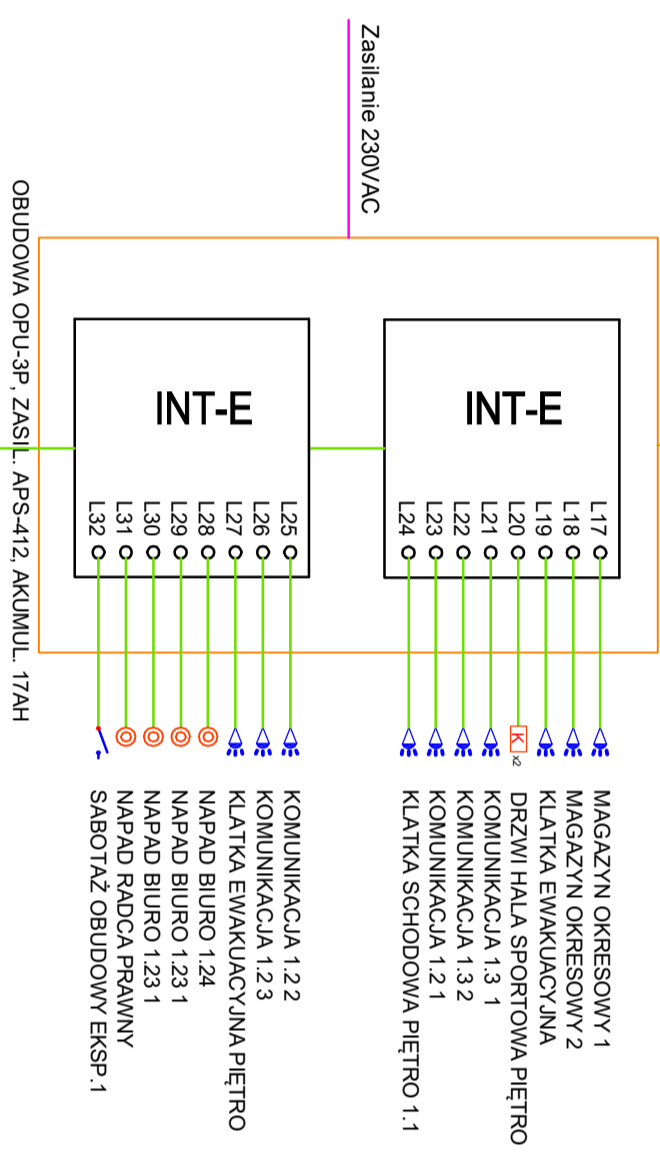 Zasilanie 230VAC
INT-E
L17
L18
L19
L20
L21
L22
L23
L24
MAGAZYN OKRESOWY 1
MAGAZYN OKRESOWY 2
KLATKA EWAKUACYJNA
K
x2
DRZWI HALA SPORTOWA PIĘTRO
KOMUNIKACJA 1.3 1
KOMUNIKACJA 1.3 2
KOMUNIKACJA 1.2 1
KLATKA SCHODOWA PIĘTRO 1.1
INT-E
L25
L26
L27
L28
L29
L30
L31
L32
KOMUNIKACJA 1.2 2
KOMUNIKACJA 1.2 3
KLATKA EWAKUACYJNA PIĘTRO
NAPAD BIURO 1.24
NAPAD BIURO 1.23 1
NAPAD BIURO 1.23 1
NAPAD RADCA PRAWNY
SABOTAŻ OBUDOWY EKSP.1
OBUDOWA OPU-3P, ZASIL. APS-412, AKUMUL. 17AH